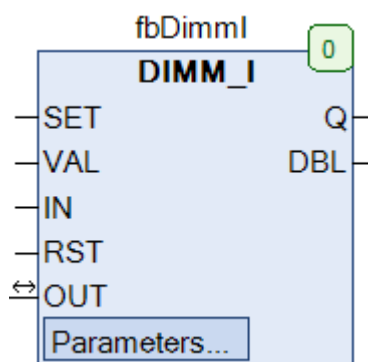 fbDimmI
0
DIMM_I
SET Q
VAL DBL
IN
RST
OUT
Parameters...